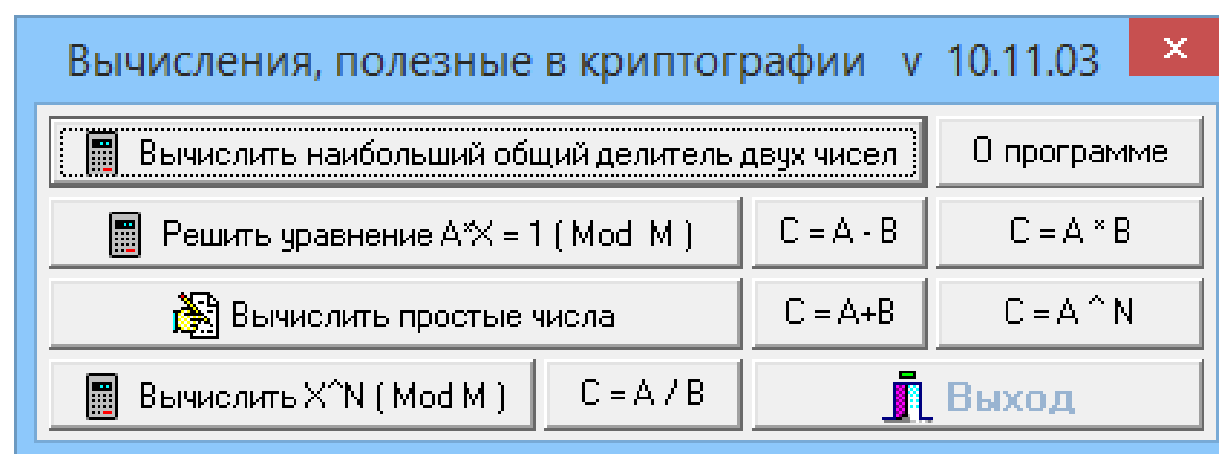 Вычисления, полезные в криптографии v 10.11.03
Вычислить наибольший общий делитель двух чисел
О программе
Решить уравнение A*X = 1 ( Mod M )
C = A - B
C = A * B
Вычислить простые числа
C = A+B
C = A ^ N
Вычислить X^N ( Mod M )
C = A / B
Выход